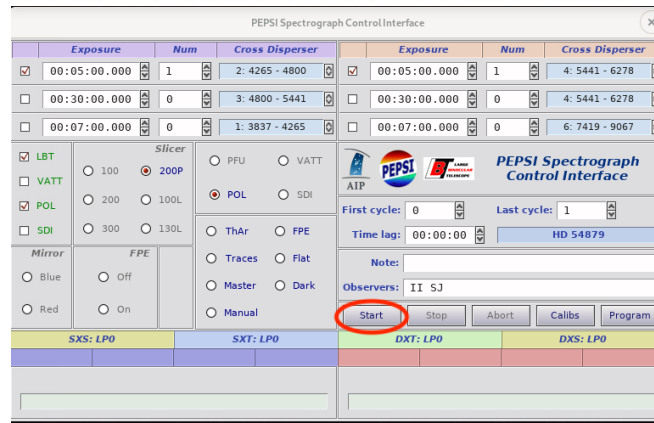 PEPSI Spectrograph Control Interface
Exposure Num Cross Disperser
00:05:00.000 1 2: 4265 - 4800
00:30:00.000 0 3: 4800 - 5441
00:07:00.000 0 1: 3837 - 4265
Exposure Num Cross Disperser
00:05:00.000 1 4: 5441 - 6278
00:30:00.000 0 4: 5441 - 6278
00:07:00.000 0 6: 7419 - 9067
LBT
VATT
POL
SDI
Slicer
100 200P
200 100L
300 130L
Mirror
Blue
Red
FPE
Off
On
PFU VATT
POL SDI
ThAr FPE
Traces Flat
Master Dark
Manual
AIP
PEPSI
LARGE
BINOCULAR
TELESCOPE
PEPSI Spectrograph
Control Interface
First cycle: 0 Last cycle: 1
Time lag: 00:00:00 HD 54879
Note:
Observers: II SJ
Start Stop Abort Calibs Program
SXS: LP0 SXT: LP0 DXT: LP0 DXS: LP0